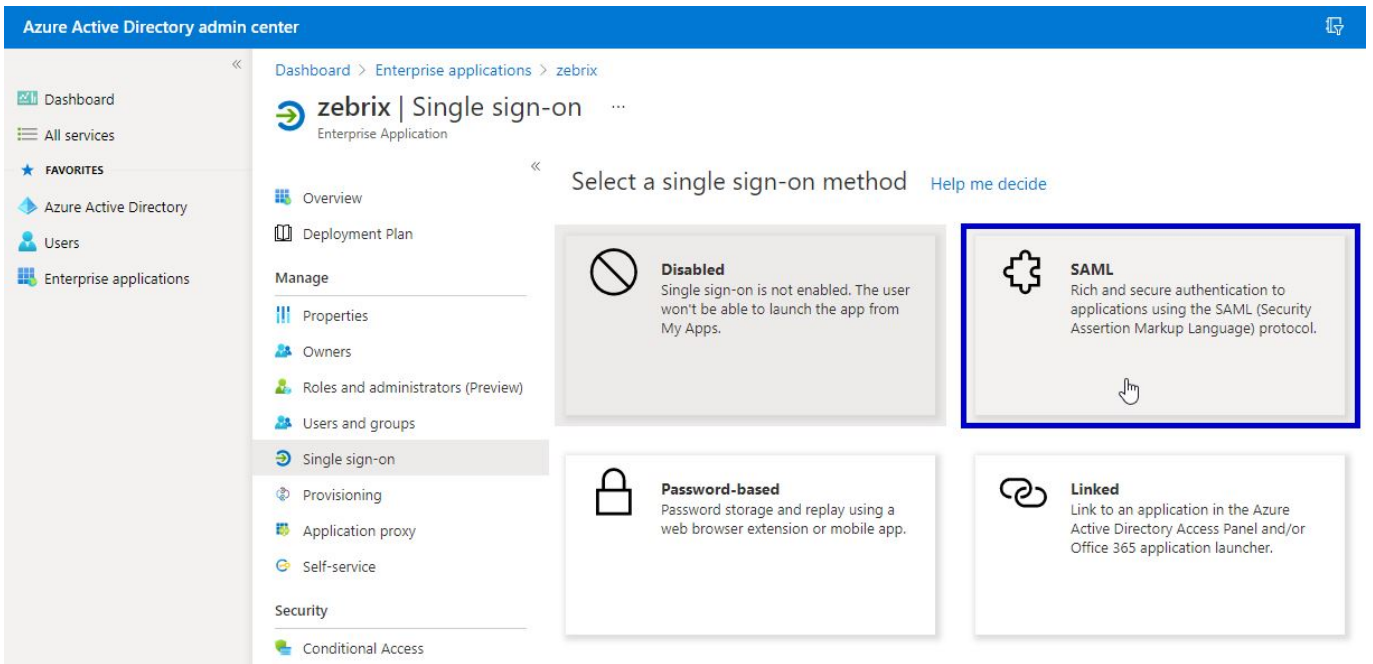 Azure Active Directory admin center
«
Dashboard
All services
FAVORITES
Azure Active Directory
Users
Enterprise applications
Dashboard > Enterprise applications > zebrix
zebrix | Single sign-on ...
Enterprise Application
«
Overview
Deployment Plan
Manage
Properties
Owners
Roles and administrators (Preview)
Users and groups
Single sign-on
Provisioning
Application proxy
Self-service
Security
Conditional Access
Select a single sign-on method Help me decide
Disabled
Single sign-on is not enabled. The user
won't be able to launch the app from
My Apps.
SAML
Rich and secure authentication to
applications using the SAML (Security
Assertion Markup Language) protocol.
Password-based
Password storage and replay using a
web browser extension or mobile app.
Linked
Link to an application in the Azure
Active Directory Access Panel and/or
Office 365 application launcher.